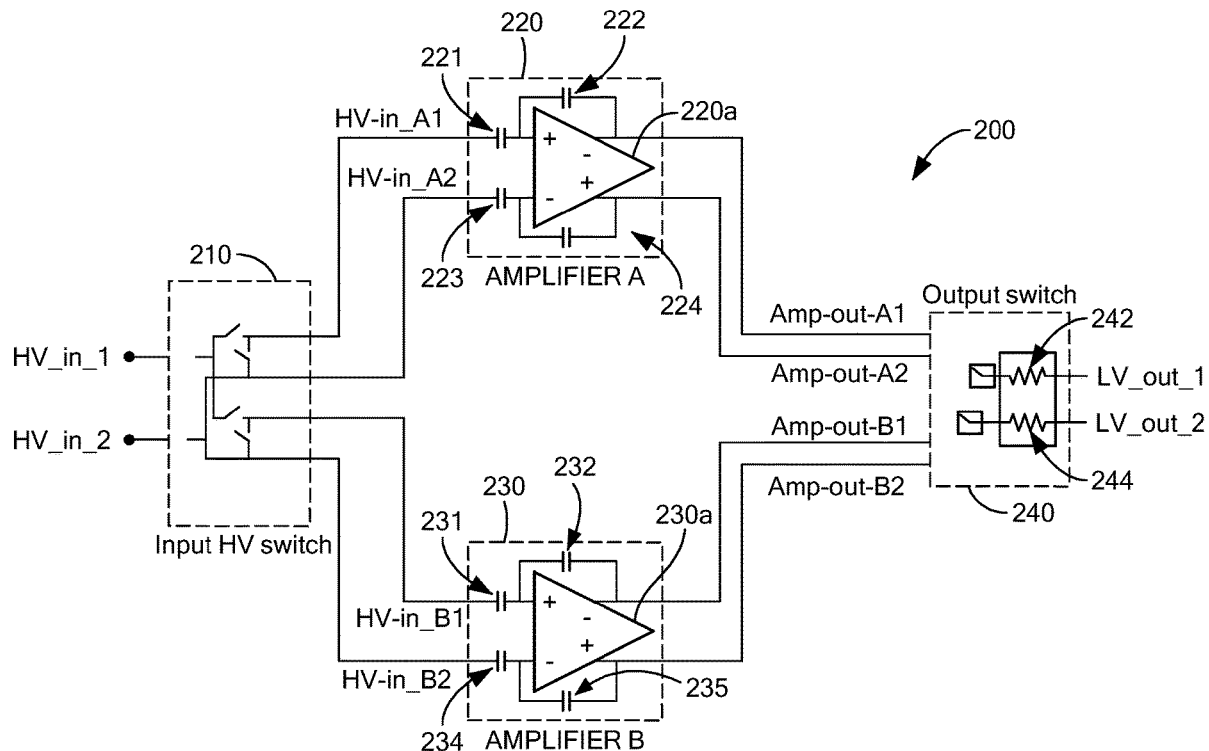 220
222
221
HV-in_A1
220a
200
+
-
HV-in_A2
+
-
210
223
AMPLIFIER A
224
Output switch
Amp-out-A1
242
HV_in_1
Amp-out-A2
LV_out_1
HV_in_2
Amp-out-B1
LV_out_2
232
Amp-out-B2
244
230
240
231
230a
Input HV switch
+
HV-in_B1
-
+
-
HV-in_B2
235
234
AMPLIFIER B